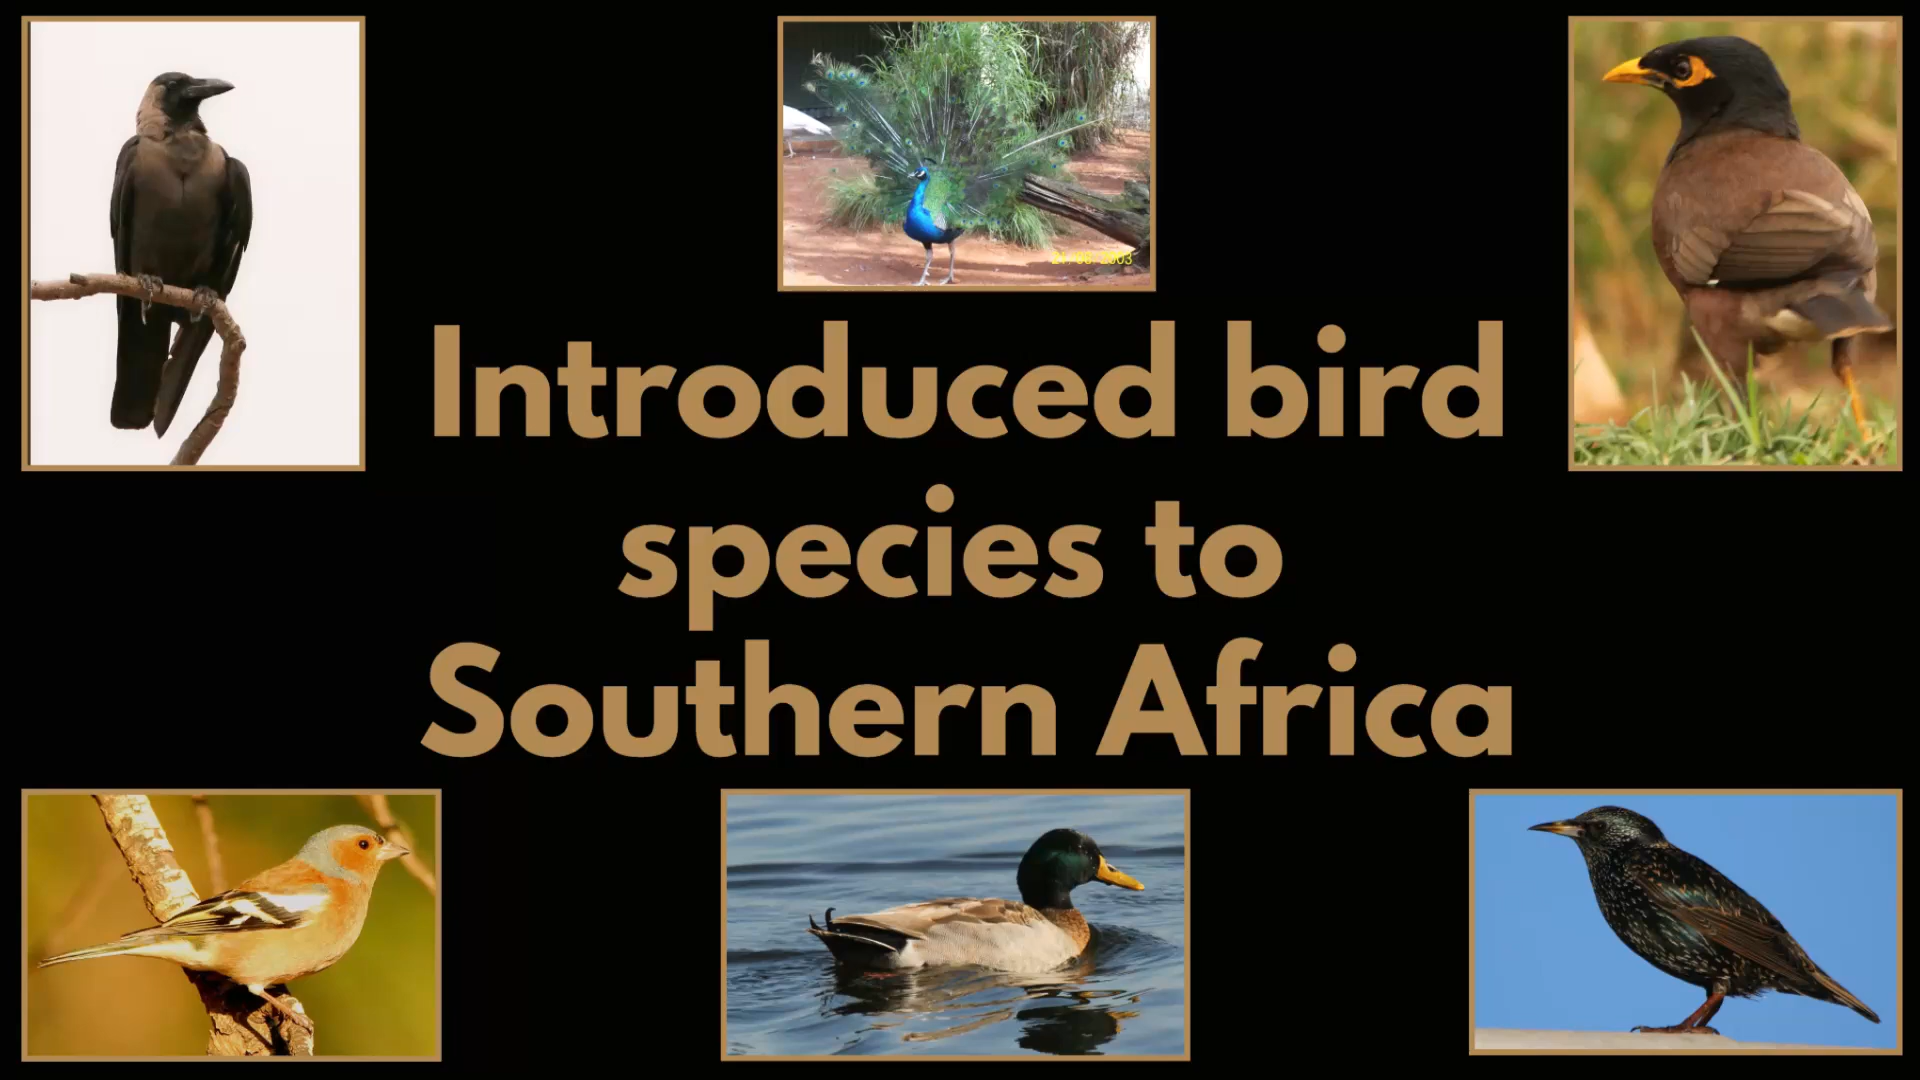 Introduced bird
species to
Southern Africa